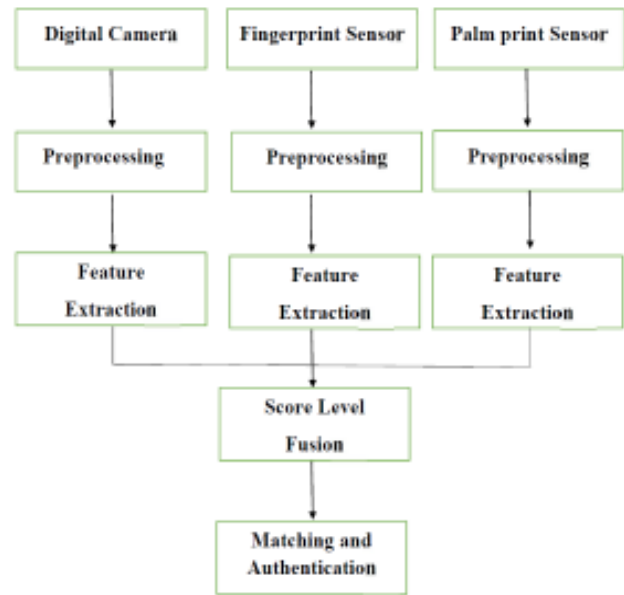 Digital Camera
Fingerprint Sensor
Palm print Sensor
Preprocessing
Preprocessing
Preprocessing
Feature
Extraction
Feature
Extraction
Feature
Extraction
Score Level
Fusion
Matching and
Authentication